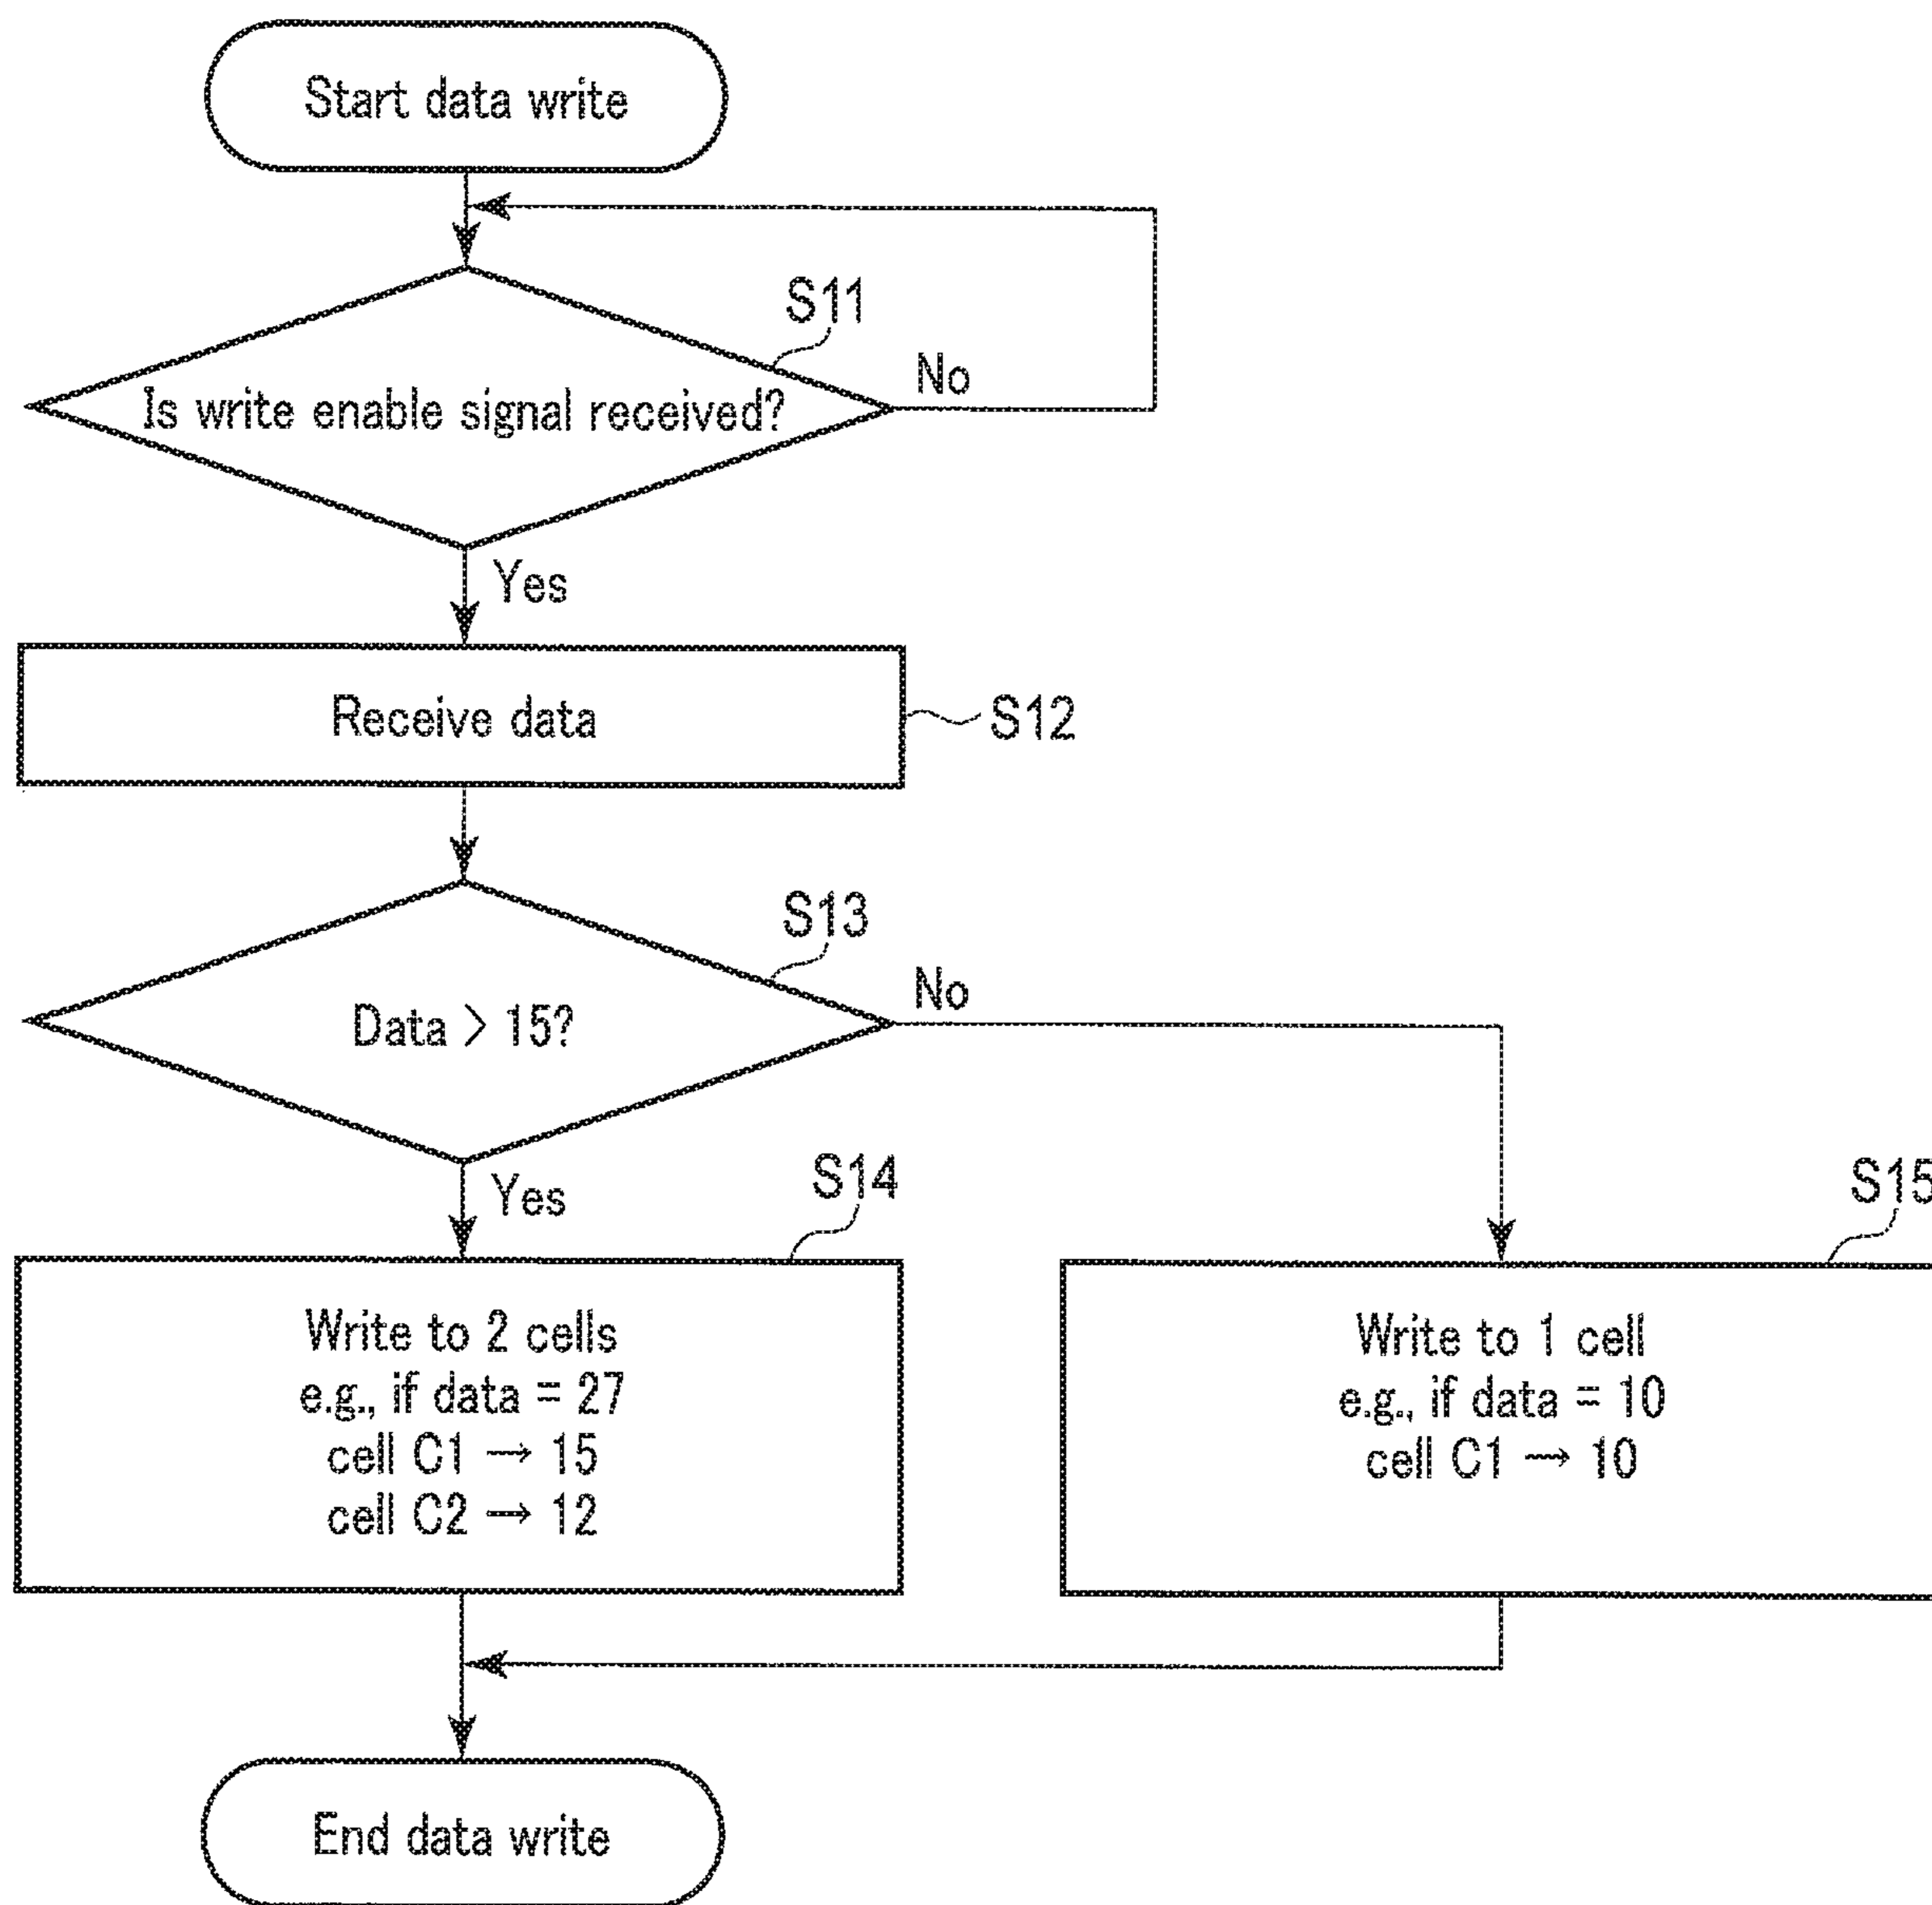 Start data write
S11
Is write enable signal received?
No
Yes
Receive data
S12
S13
Data > 15?
No
Yes
S14
S15
Write to 2 cells
e.g., if data = 27
cell C1 → 15
cell C2 → 12
Write to 1 cell
e.g., if data = 10
cell C1 → 10
End data write